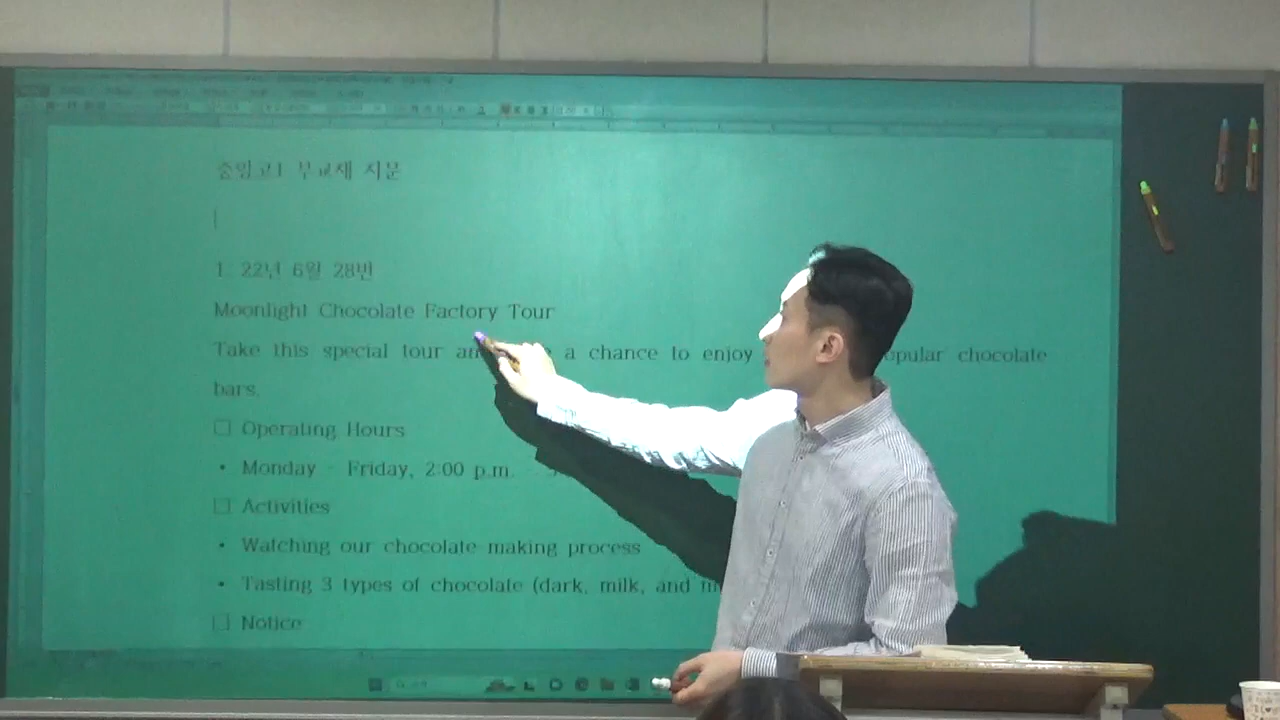 중앙고1 부교재 지문
1. 22년 6월 28번
Moonlight Chocolate Factory Tour
Take this special tour a chance to enjoy chocolate
bars.
□ Operating Hours
• Monday - Friday, 2:00 p.m.
□ Activities
• Watching our chocolate making process
• Tasting 3 types of chocolate (dark, milk, and
□ Notice